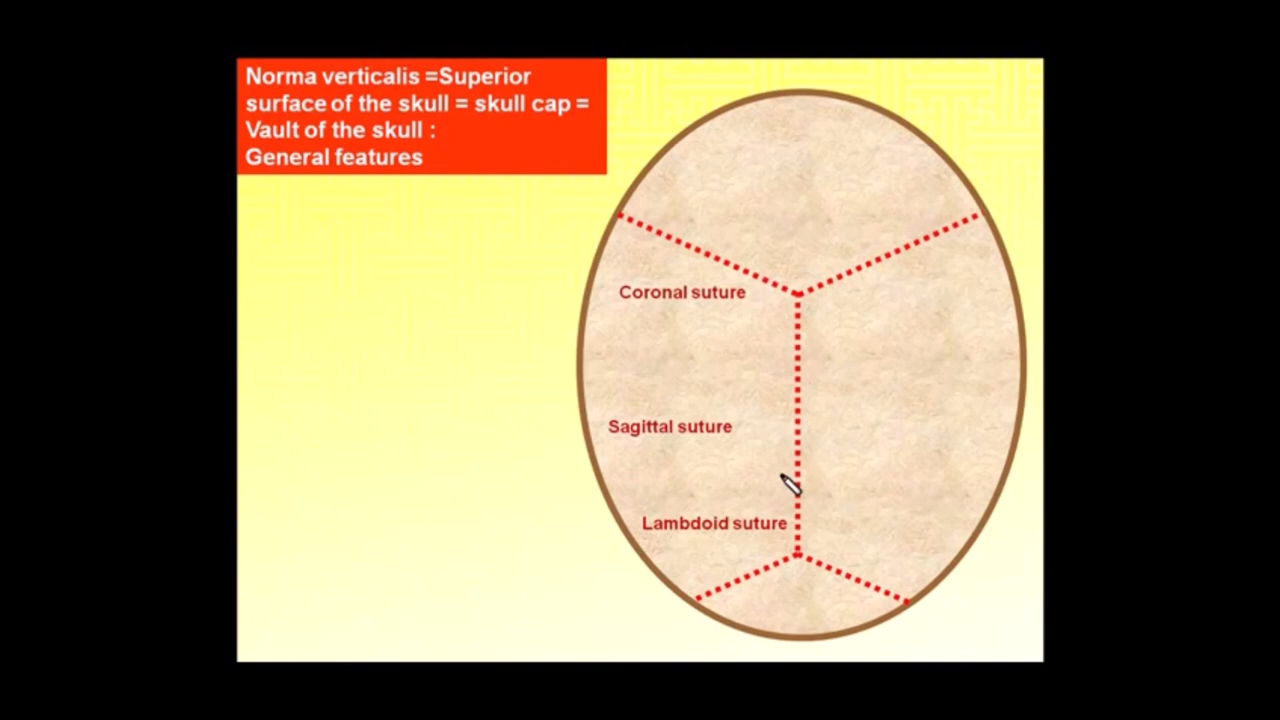 Norma verticalis =Superior
surface of the skull = skull cap =
Vault of the skull :
General features
Coronal suture
Sagittal suture
Lambdoid suture